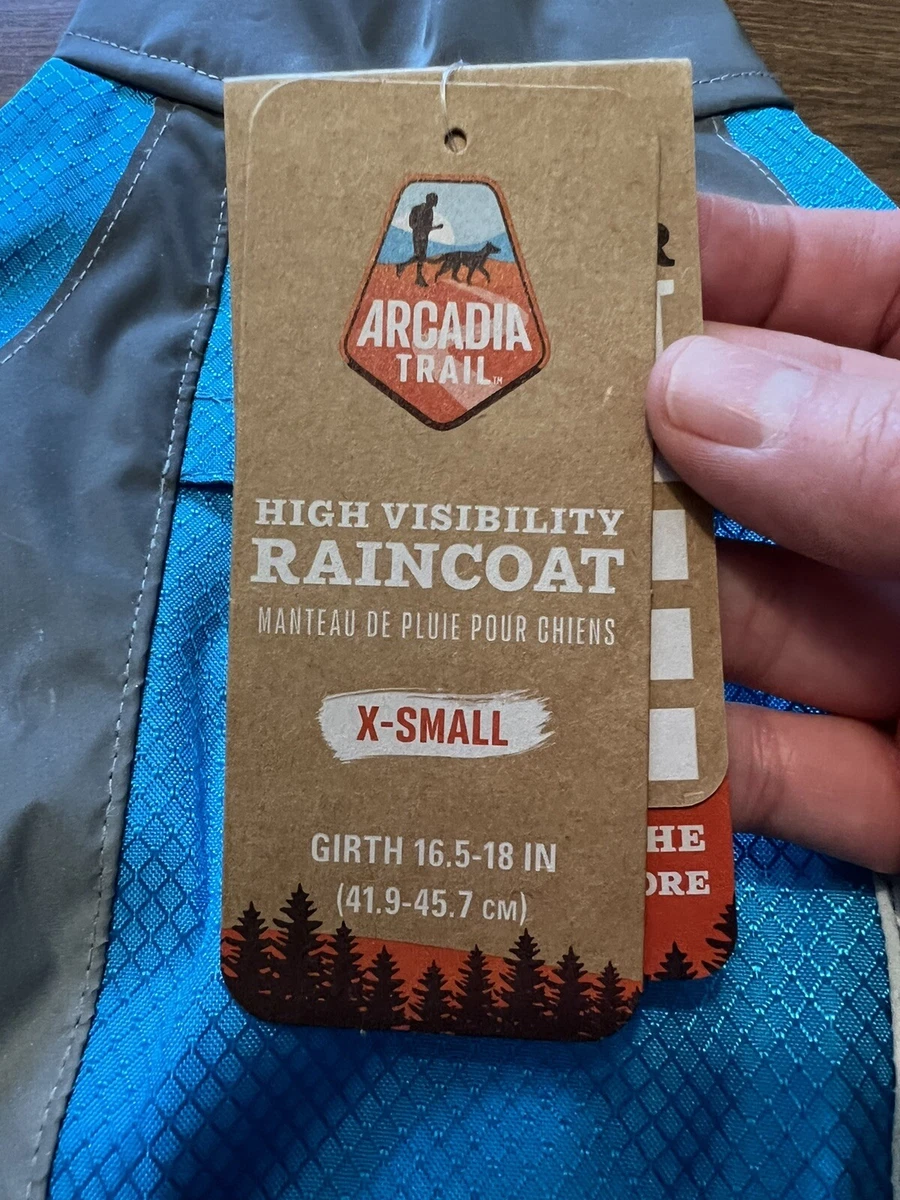 ARCADIA
TRAIL™
HIGH VISIBILITY
RAINCOAT
MANTEAU DE PLUIE POUR CHIENS
X-SMALL
GIRTH 16.5-18 IN
(41.9-45.7 CM)